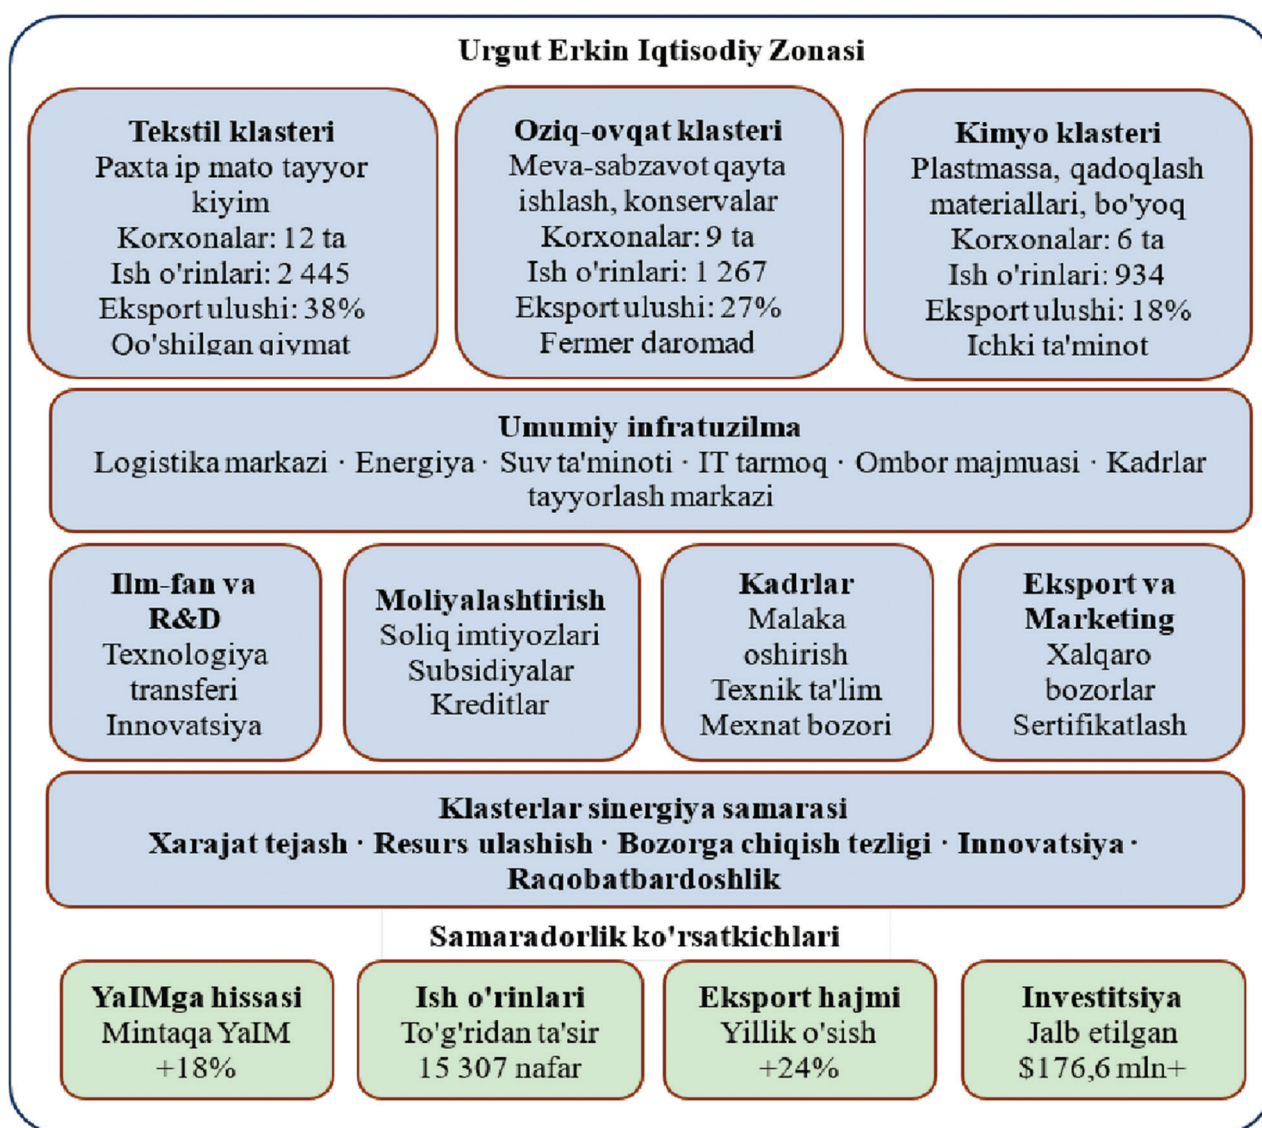 Urgut Erkin Iqtisodiy Zonasi
Tekstil klasteri
Paxta ip mato tayyor
kiyim
Korxonalar: 12 ta
Ish o'rinlari: 2 445
Eksport ulushi: 38%
Qo'shilgan qiymat
Oziq-ovqat klasteri
Meva-sabzavot qayta
ishlash, konservalar
Korxonalar: 9 ta
Ish o'rinlari: 1 267
Eksport ulushi: 27%
Fermer daromad
Kimyo klasteri
Plastmassa, qadoqlash
materiallari, bo'yoq
Korxonalar: 6 ta
Ish o'rinlari: 934
Eksport ulushi: 18%
Ichki ta'minot
Umumiy infratuzilma
Logistika markazi · Energiya · Suv ta'minoti · IT tarmoq · Ombor majmuasi · Kadrlar
tayyorlash markazi
Ilm-fan va
R&D
Texnologiya
transferi
Innovatsiya
Moliyalashtirish
Soliq imtiyozlari
Subsidiyalar
Kreditlar
Kadrlar
Malaka
oshirish
Texnik ta'lim
Mexnat bozori
Eksport va
Marketing
Xalqaro
bozorlar
Sertifikatlash
Klasterlar sinergiya samarasi
Xarajat tejash · Resurs ulashish · Bozorga chiqish tezligi · Innovatsiya ·
Raqobatbardoshlik
Samaradorlik ko'rsatkichlari
YaIMga hissasi
Mintaqa YaIM
+18%
Ish o'rinlari
To'g'ridan ta'sir
15 307 nafar
Eksport hajmi
Yillik o'sish
+24%
Investitsiya
Jalb etilgan
$176,6 mln+